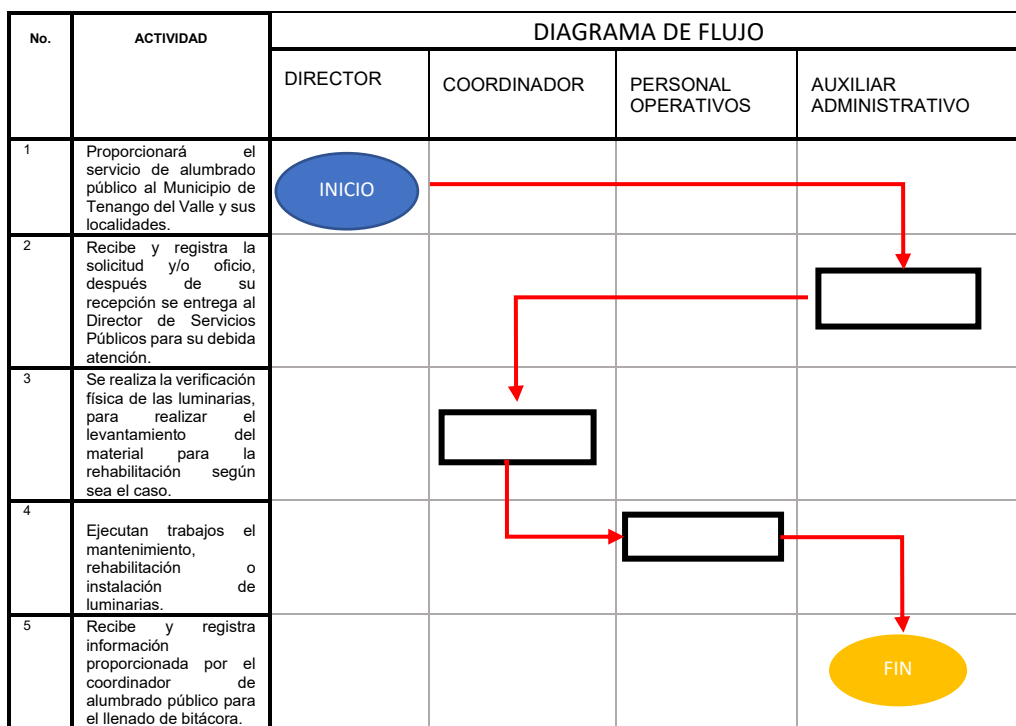 No.
ACTIVIDAD
DIAGRAMA DE FLUJO
DIRECTOR
COORDINADOR
PERSONAL
OPERATIVOS
AUXILIAR
ADMINISTRATIVO
1
Proporcionará el
servicio de alumbrado
público al Municipio de
Tenango del Valle y sus
localidades.
INICIO
2
Recibe y registra la
solicitud y/o oficio,
después de su
recepción se entrega al
Director de Servicios
Públicos para su debida
atención.
3
Se realiza la verificación
física de las luminarias,
para realizar el
levantamiento del
material para la
rehabilitación según
sea el caso.
4
Ejecutan trabajos el
mantenimiento,
rehabilitación o
instalación de
luminarias.
5
Recibe y registra
información
proporcionada por el
coordinador de
alumbrado público para
el llenado de bitácora.
FIN